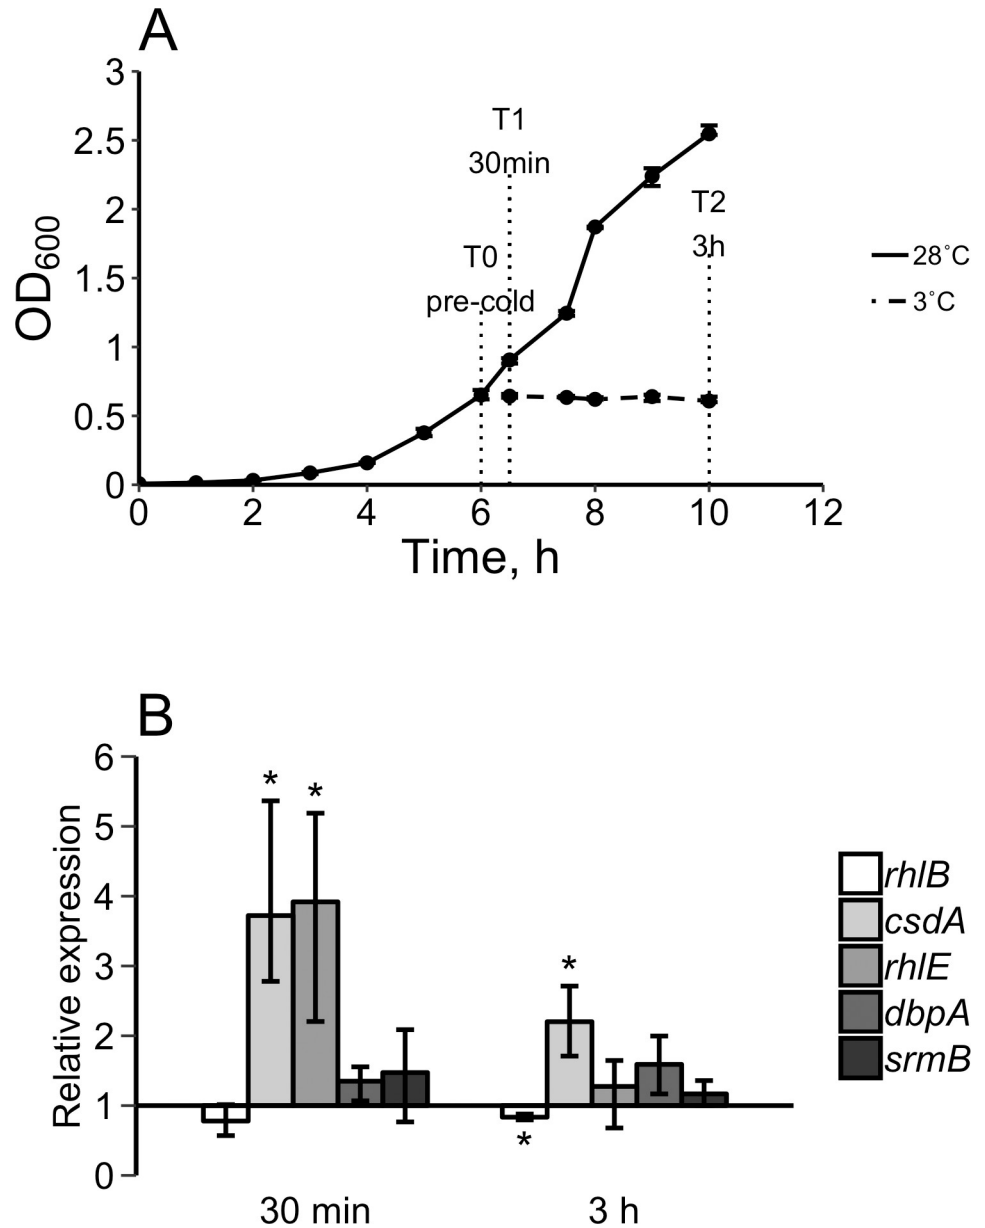 A
3
2.5
2
1.5
1
0.5
0
OD600
T1
30min
T0
pre-cold
T2
3h
28°C
3°C
0 2 4 6 8 10 12
Time, h
B
6
5
4
3
2
1
0
Relative expression
* *
*
*
rhlB
csdA
rhlE
dbpA
srmB
30 min 3 h